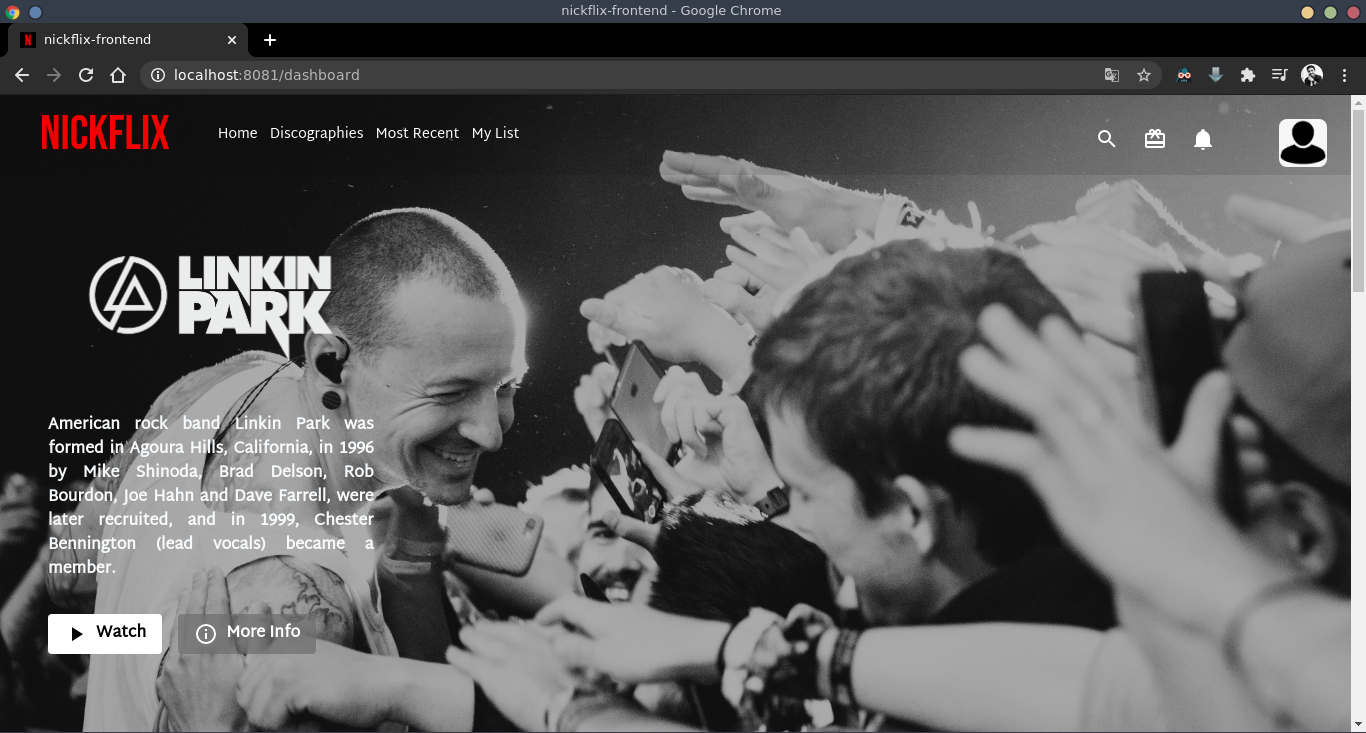 nickflix-frontend - Google Chrome
nickflix-frontend
localhost:8081/dashboard
NICKFLIX
Home Discographies Most Recent My List
LINKIN
PARK
American rock band Linkin Park was
formed in Agoura Hills, California, in 1996
by Mike Shinoda, Brad Delson, Rob
Bourdon, Joe Hahn and Dave Farrell, were
later recruited, and in 1999, Chester
Bennington (lead vocals) became a
member.
Watch More Info